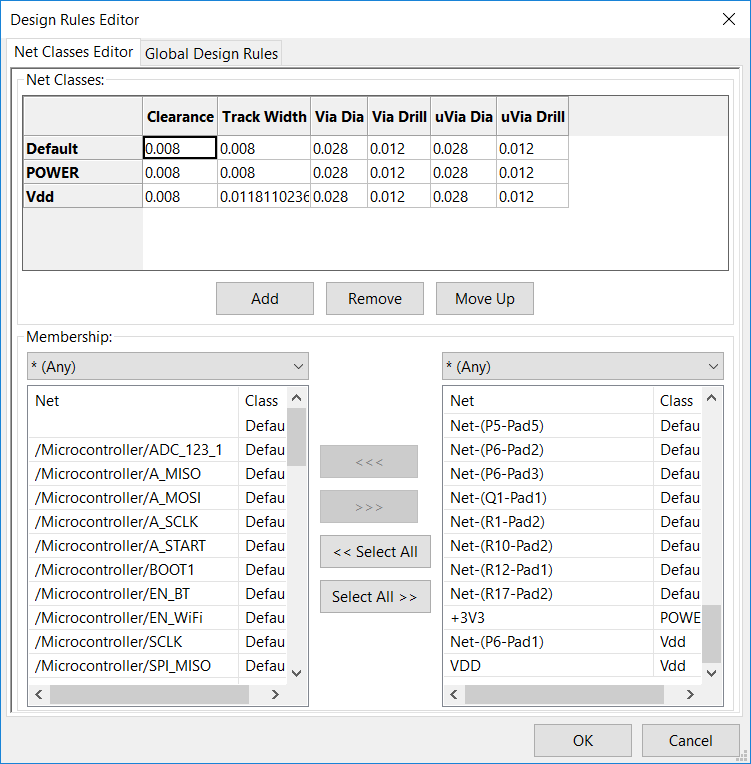 Design Rules Editor
Net Classes Editor Global Design Rules
Net Classes:
Clearance Track Width Via Dia Via Drill uVia Dia uVia Drill
Default 0.008 0.008 0.028 0.012 0.028 0.012
POWER 0.008 0.008 0.028 0.012 0.028 0.012
Vdd 0.008 0.0118110236 0.028 0.012 0.028 0.012
Add Remove Move Up
Membership:
* (Any)
Net Class
Defau
/Microcontroller/ADC_123_1 Defau
/Microcontroller/A_MISO Defau
/Microcontroller/A_MOSI Defau
/Microcontroller/A_SCLK Defau
/Microcontroller/A_START Defau
/Microcontroller/BOOT1 Defau
/Microcontroller/EN_BT Defau
/Microcontroller/EN_WiFi Defau
/Microcontroller/SCLK Defau
/Microcontroller/SPI_MISO Defau
<<<
>>>
<< Select All
Select All >>
* (Any)
Net Class
Net-(P5-Pad5) Defau
Net-(P6-Pad2) Defau
Net-(P6-Pad3) Defau
Net-(Q1-Pad1) Defau
Net-(R1-Pad2) Defau
Net-(R10-Pad2) Defau
Net-(R12-Pad1) Defau
Net-(R17-Pad2) Defau
+3V3 POWE
Net-(P6-Pad1) Vdd
VDD Vdd
OK Cancel